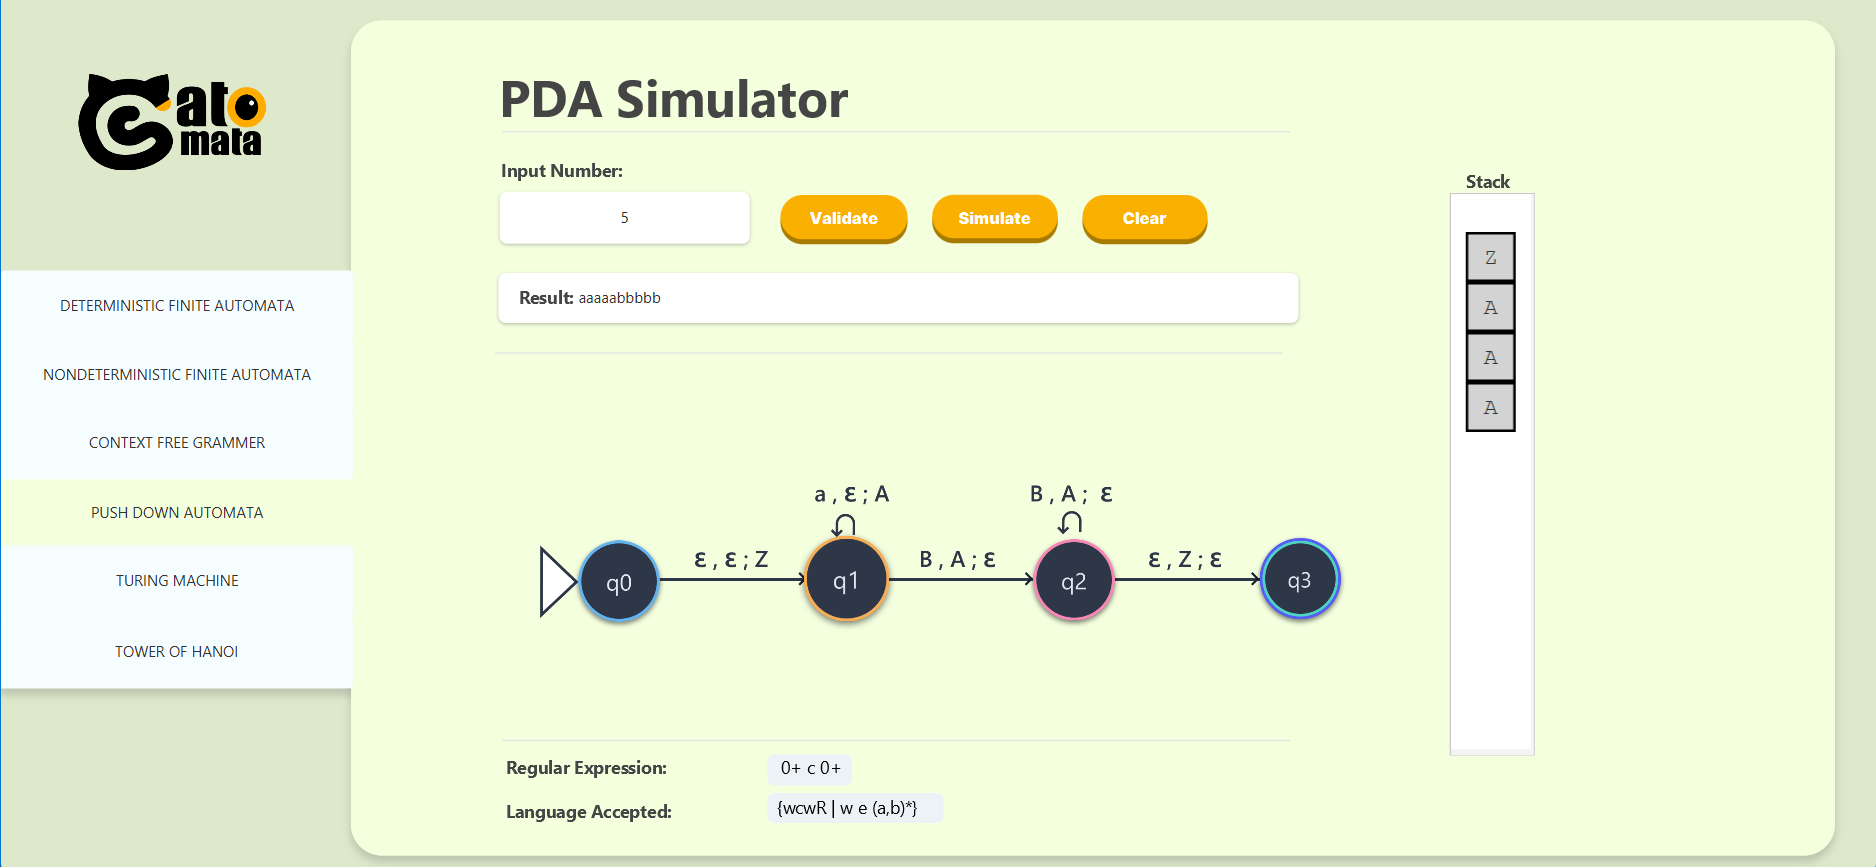 Cato
mata
DETERMINISTIC FINITE AUTOMATA
NONDETERMINISTIC FINITE AUTOMATA
CONTEXT FREE GRAMMER
PUSH DOWN AUTOMATA
TURING MACHINE
TOWER OF HANOI
PDA Simulator
Input Number:
5
Validate
Simulate
Clear
Result: aaaaabbbbb
a , ε ; A
B , A ; ε
ε , ε ; Z
B , A ; ε
ε , Z ; ε
q0
q1
q2
q3
Regular Expression:
0+ c 0+
Language Accepted:
{wcwR | w e (a,b)*}
Stack
Z
A
A
A